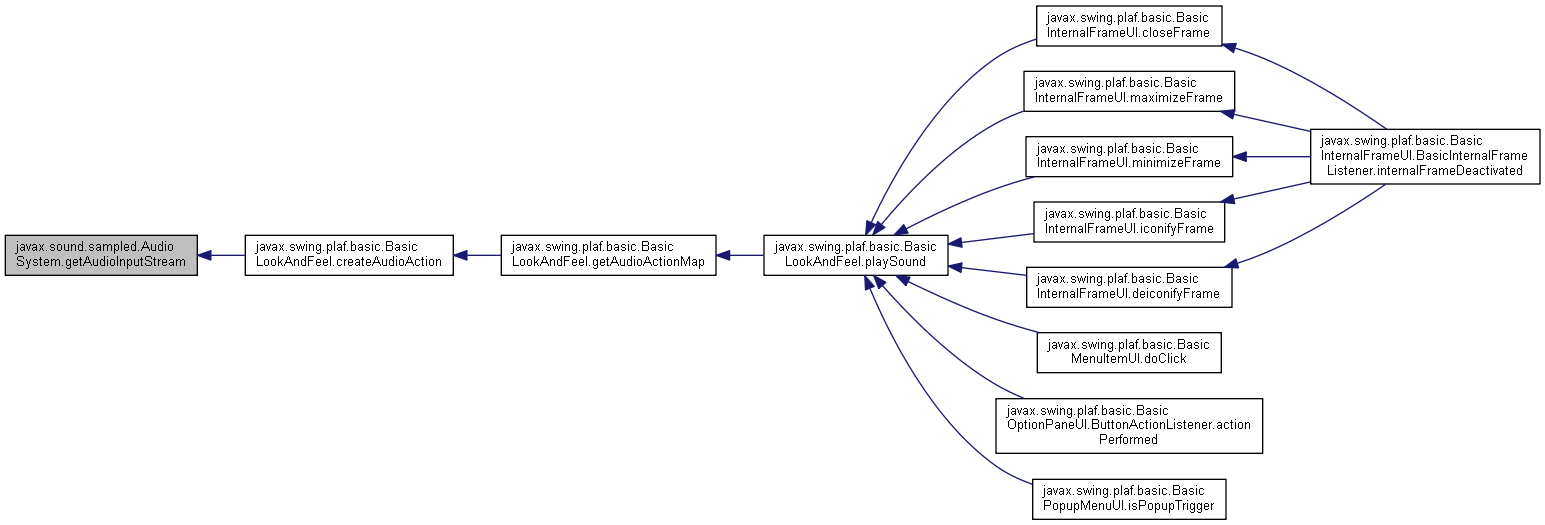 javax.sound.sampled.Audio
System.getAudioInputStream
javax.swing.plaf.basic.Basic
LookAndFeel.createAudioAction
javax.swing.plaf.basic.Basic
LookAndFeel.getAudioActionMap
javax.swing.plaf.basic.Basic
LookAndFeel.playSound
javax.swing.plaf.basic.Basic
InternalFrameUI.closeFrame
javax.swing.plaf.basic.Basic
InternalFrameUI.maximizeFrame
javax.swing.plaf.basic.Basic
InternalFrameUI.minimizeFrame
javax.swing.plaf.basic.Basic
InternalFrameUI.iconifyFrame
javax.swing.plaf.basic.Basic
InternalFrameUI.deiconifyFrame
javax.swing.plaf.basic.Basic
MenuItemUI.doClick
javax.swing.plaf.basic.Basic
OptionPaneUI.ButtonActionListener.action
Performed
javax.swing.plaf.basic.Basic
PopupMenuUI.isPopupTrigger
javax.swing.plaf.basic.Basic
InternalFrameUI.BasicInternalFrame
Listener.internalFrameDeactivated